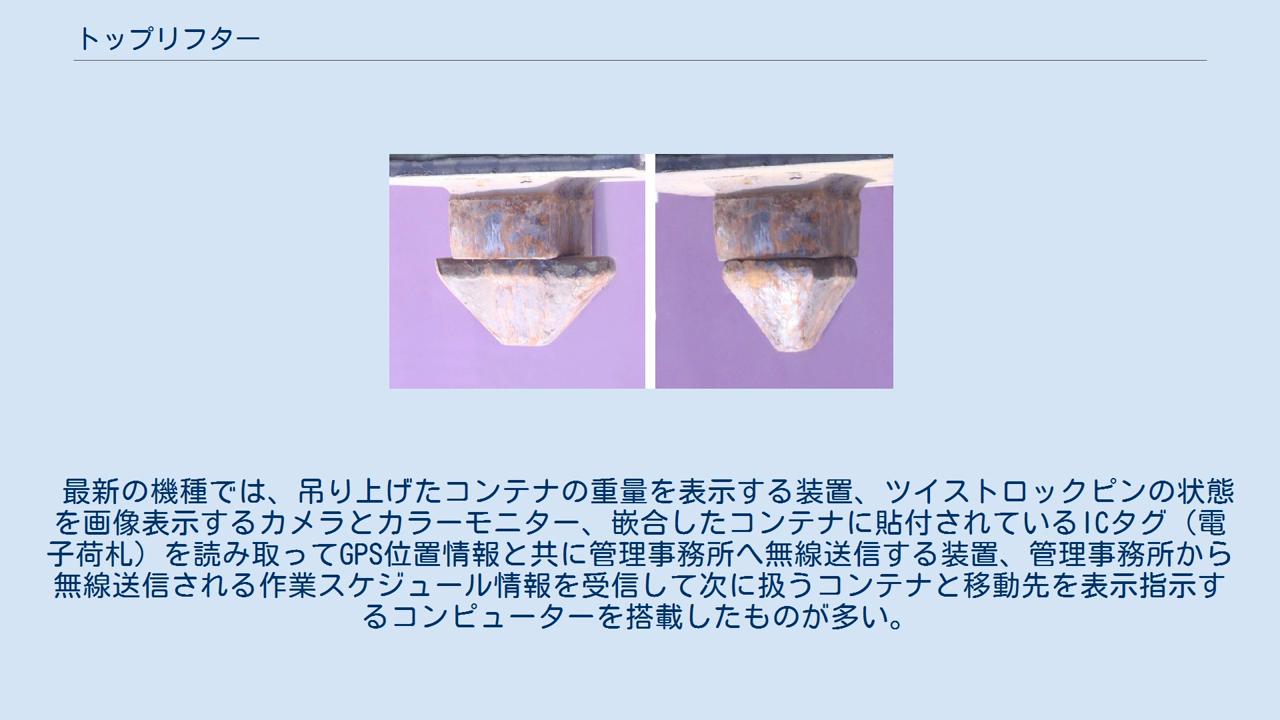 トップリフター
最新の機種では、吊り上げたコンテナの重量を表示する装置、ツイストロックピンの状態
を画像表示するカメラとカラーモニター、嵌合したコンテナに貼付されているICタグ（電
子荷札）を読み取ってGPS位置情報と共に管理事務所へ無線送信する装置、管理事務所から
無線送信される作業スケジュール情報を受信して次に扱うコンテナと移動先を表示指示す
るコンピューターを搭載したものが多い。